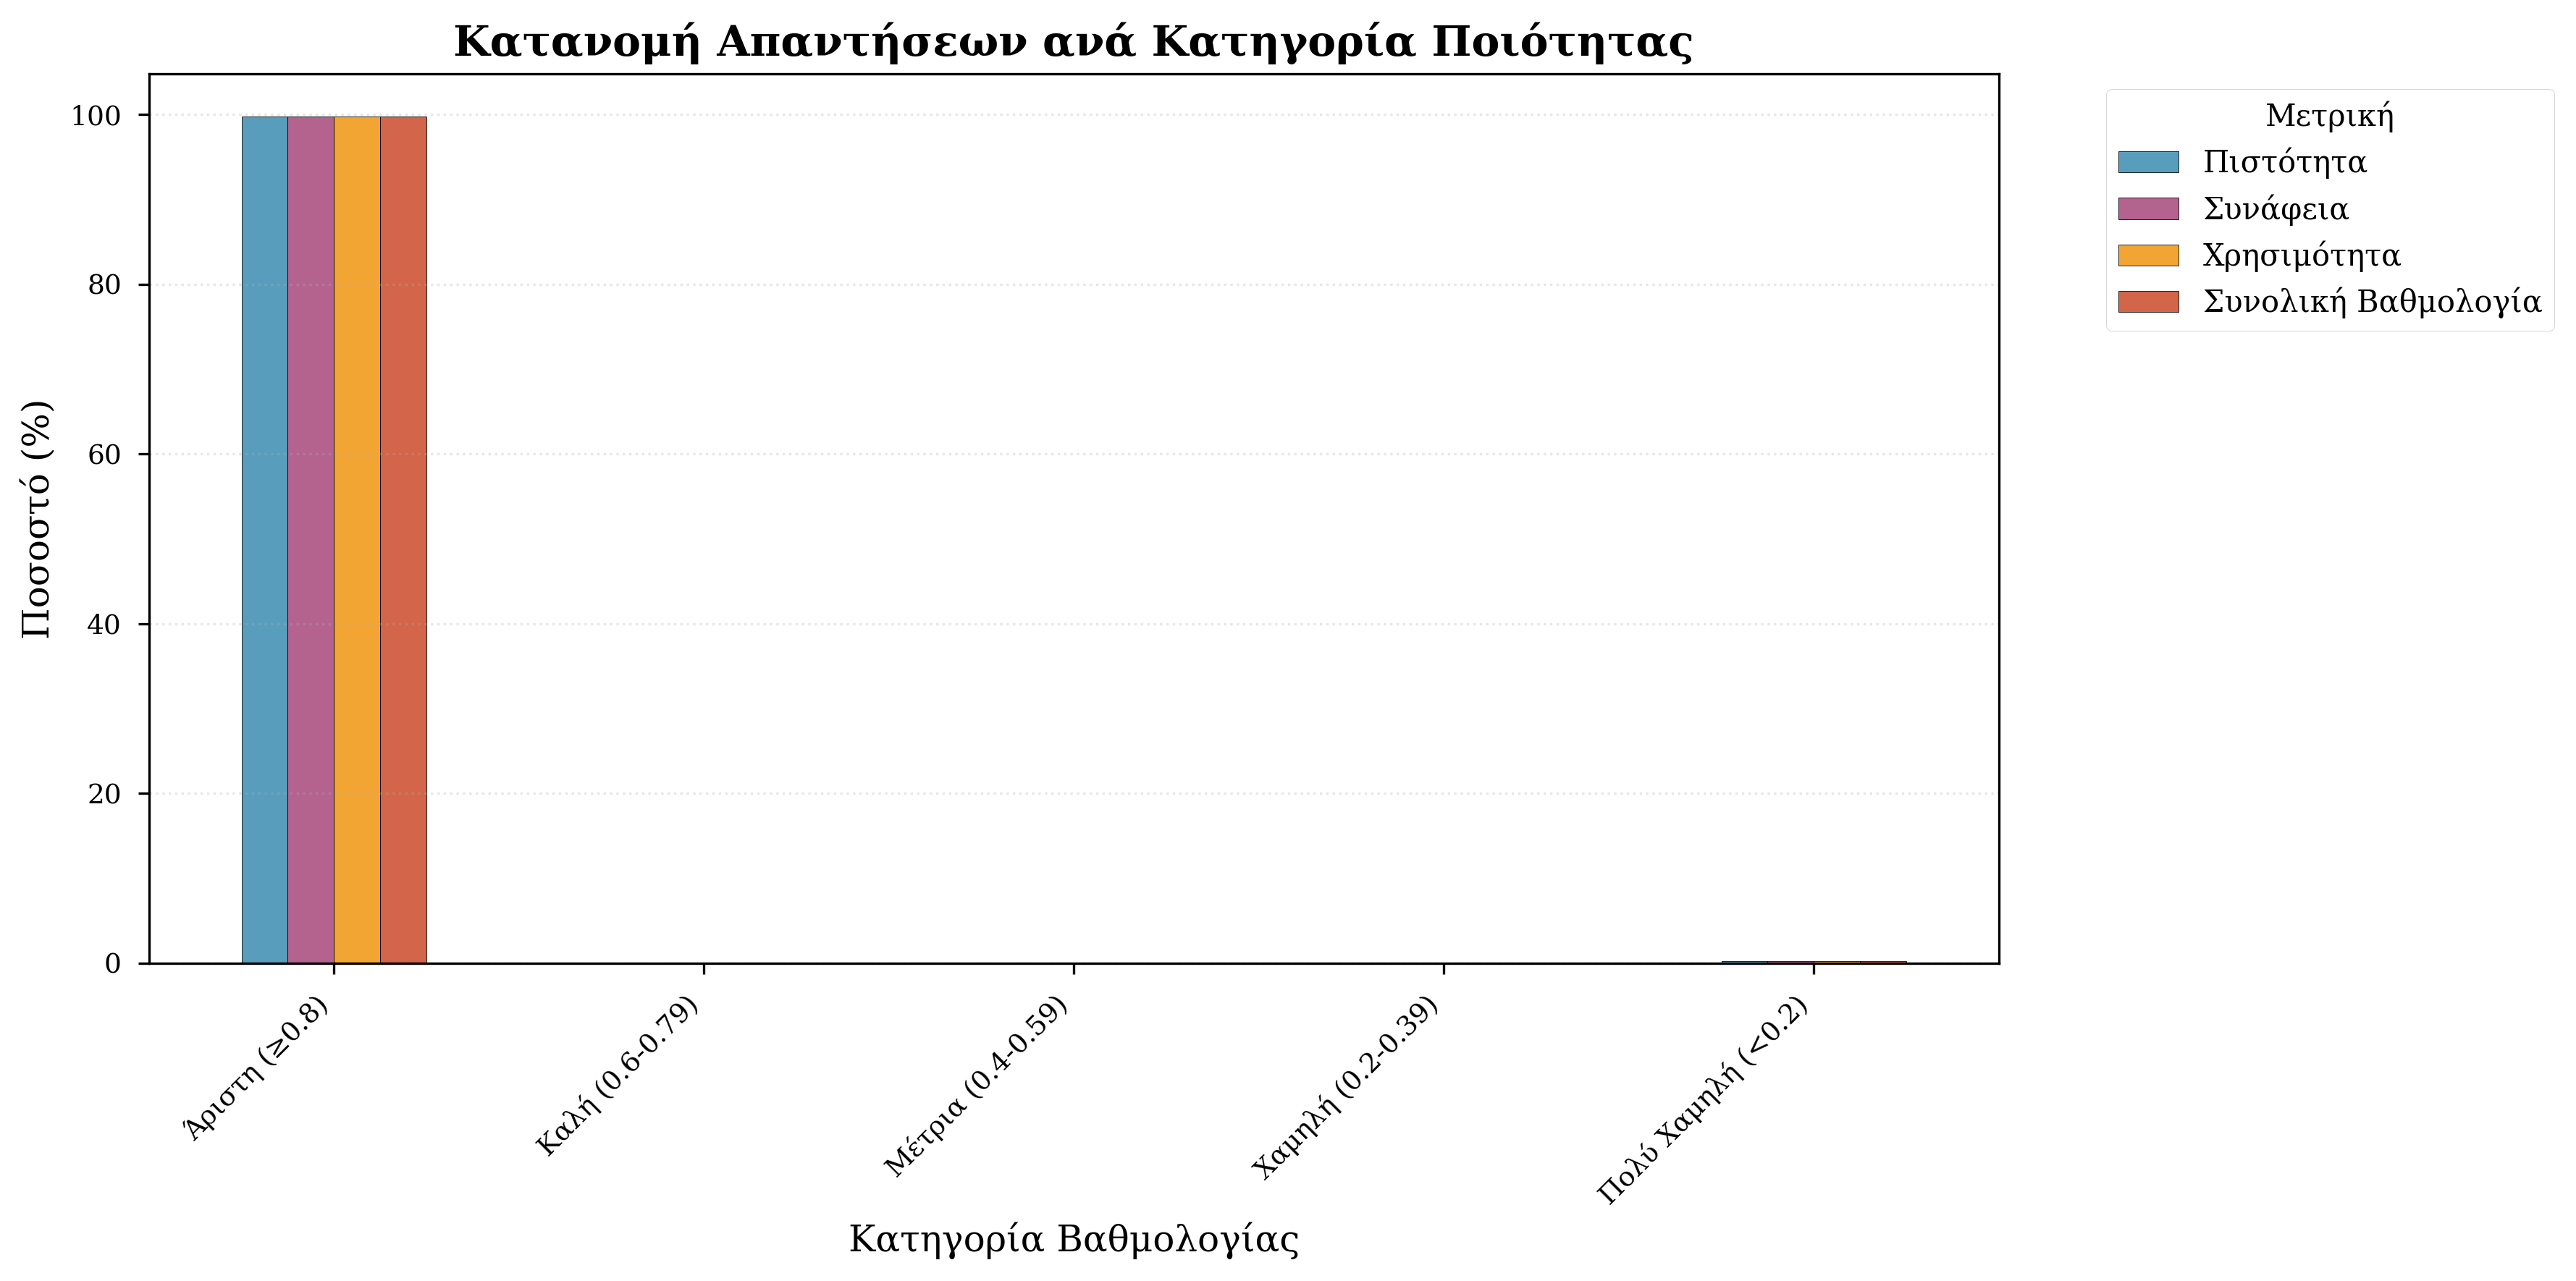 Κατανομή Απαντήσεων ανά Κατηγορία Ποιότητας
Ποσοστό (%)
100
80
60
40
20
0
Άριστη (≥0.8)
Καλή (0.6-0.79)
Μέτρια (0.4-0.59)
Χαμηλή (0.2-0.39)
Πολύ Χαμηλή (<0.2)
Κατηγορία Βαθμολογίας
Μετρική
Πιστότητα
Συνάφεια
Χρησιμότητα
Συνολική Βαθμολογία